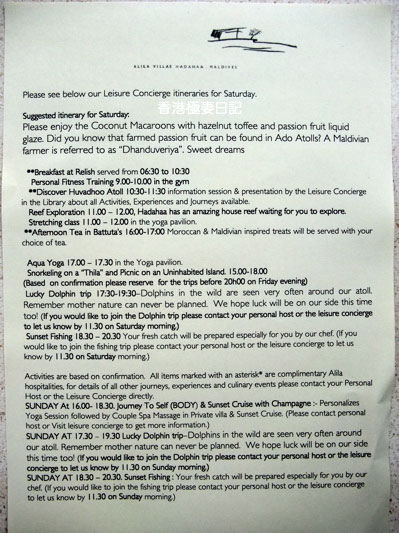 ALILA VILLAS HADAHAA, MALDIVES
Please see below our Leisure Concierge itineraries for Saturday.
香港極妻日記
Suggested itinerary for Saturday:
Please enjoy the Coconut Macaroons with hazelnut toffee and passion fruit liquid
glaze. Did you know that farmed passion fruit can be found in Ado Atolls? A Maldivian
farmer is referred to as “Dhanduveriya”. Sweet dreams
**Breakfast at Relish served from 06:30 to 10:30
Personal Fitness Training 9.00-10.00 in the gym
**Discover Huvadhoo Atoll 10:30-11:30 information session & presentation by the Leisure Concierge
in the Library about all Activities, Experiences and Journeys available.
Reef Exploration 11.00 – 12.00, Hadahaa has an amazing house reef waiting for you to explore.
Stretching class 11.00 – 12.00 in the yoga pavilion.
**Afternoon Tea in Battuta's 16:00-17:00 Moroccan & Maldivian inspired treats will be served with your
choice of tea.
Aqua Yoga 17.00 – 17.30 in the Yoga pavilion.
Snorkeling on a “Thila” and Picnic on an Uninhabited Island. 15.00-18.00
(Based on confirmation please reserve for the trips before 20h00 on Friday evening)
Lucky Dolphin trip 17:30-19:30–Dolphins in the wild are seen very often around our atoll.
Remember mother nature can never be planned. We hope luck will be on our side this time
too! (If you would like to join the Dolphin trip please contact your personal host or the leisure concierge
to let us know by 11.30 on Saturday morning.)
Sunset Fishing 18.30 – 20.30 Your fresh catch will be prepared especially for you by our chef. (If you
would like to join the fishing trip please contact your personal host or the leisure concierge to let us
know by 11.30 on Saturday morning.)
Activities are based on confirmation. All items marked with an asterisk* are complimentary Alila
hospitalities, for details of all other journeys, experiences and culinary events please contact your Personal
Host or the Leisure Concierge directly.
SUNDAY AT 16.00- 18.30. Journey To Self (BODY) & Sunset Cruise with Champagne :- Personalizes
Yoga Session followed by Couple Spa Massage in Private villa & Sunset Cruise. (Please contact personal
host or Visit leisure concierge to get more information.)
SUNDAY AT 17.30 – 19.30 Lucky Dolphin trip–Dolphins in the wild are seen very often around
our atoll. Remember mother nature can never be planned. We hope luck will be on our side
this time too! (If you would like to join the Dolphin trip please contact your personal host or the leisure
concierge to let us know by 11.30 on Sunday morning.)
SUNDAY AT 18.30 – 20.30. Sunset Fishing : Your fresh catch will be prepared especially for you by our
chef. (If you would like to join the fishing trip please contact your personal host or the leisure concierge
to let us know by 11.30 on Sunday morning.)